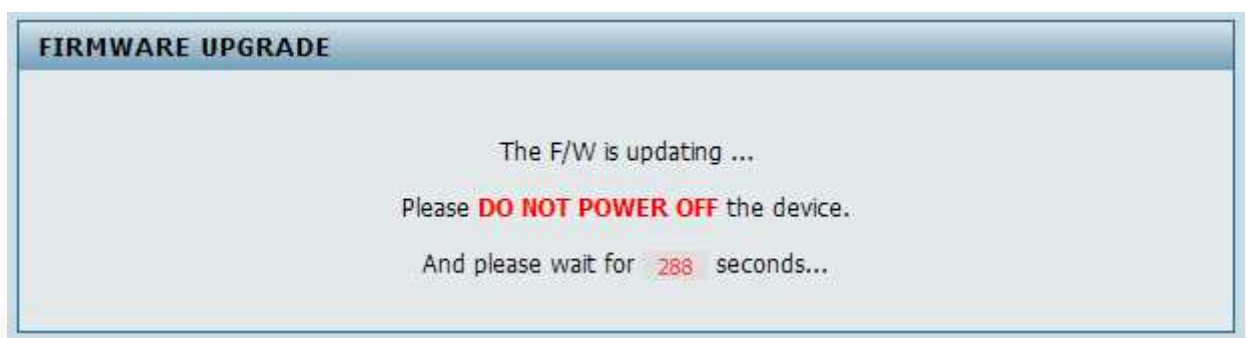 FIRMWARE UPGRADE
The F/W is updating ...
Please DO NOT POWER OFF the device.
And please wait for 288 seconds...